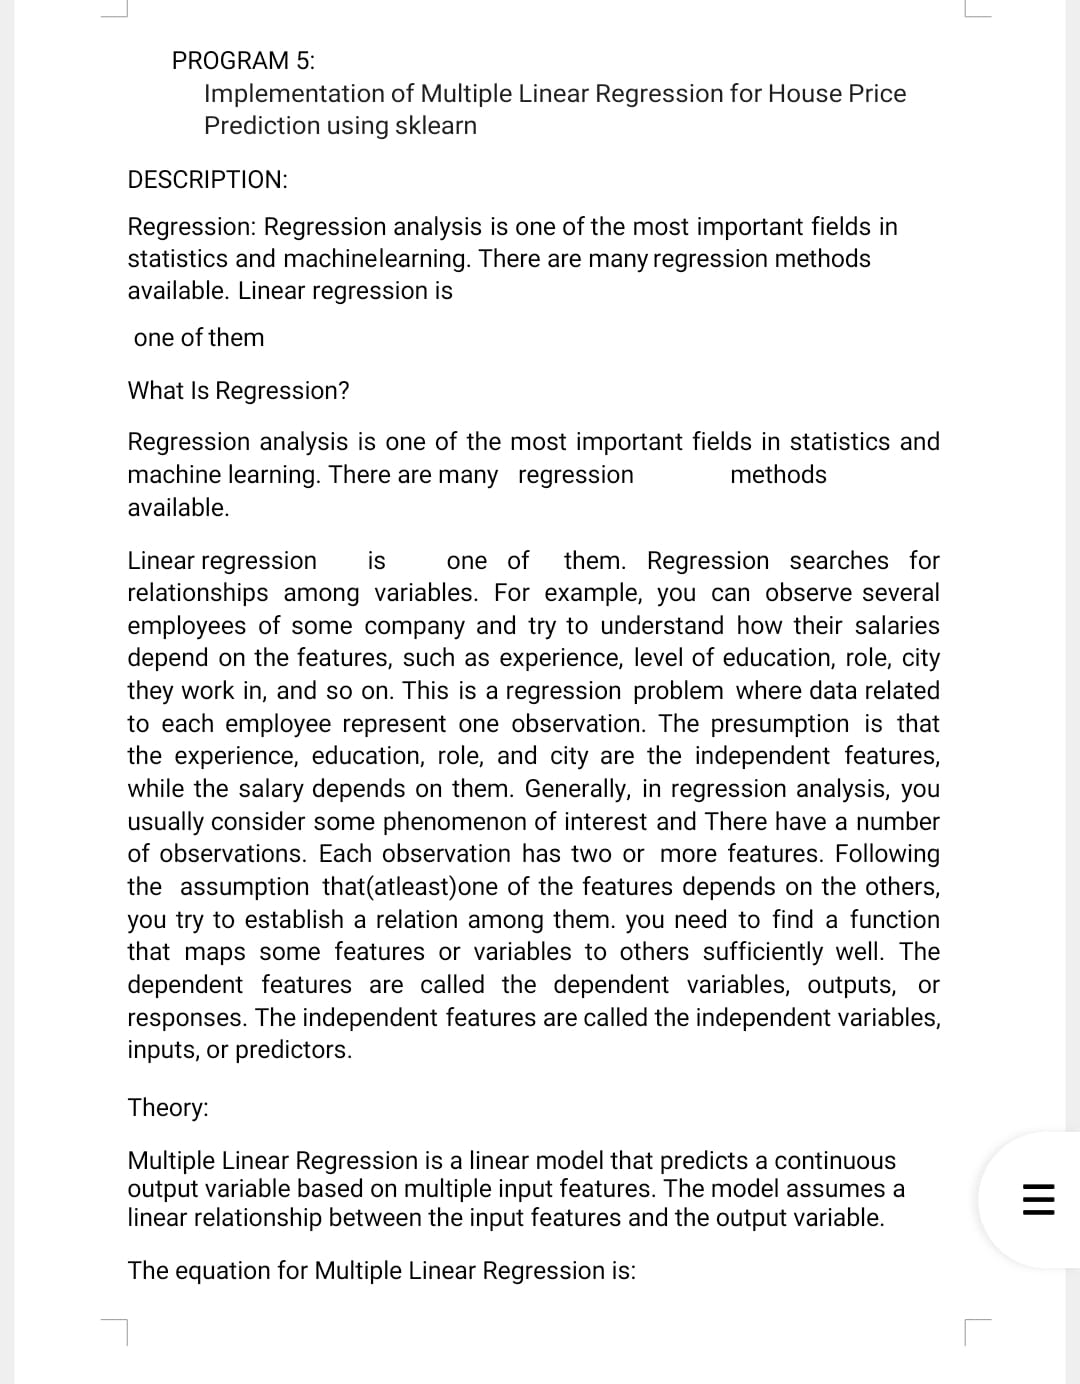 PROGRAM 5:
Implementation of Multiple Linear Regression for House Price
Prediction using sklearn
DESCRIPTION:
Regression: Regression analysis is one of the most important fields in
statistics and machinelearning. There are many regression methods
available. Linear regression is
one of them
What Is Regression?
Regression analysis is one of the most important fields in statistics and
machine learning. There are many regression methods
available.
Linear regression is one of them. Regression searches for
relationships among variables. For example, you can observe several
employees of some company and try to understand how their salaries
depend on the features, such as experience, level of education, role, city
they work in, and so on. This is a regression problem where data related
to each employee represent one observation. The presumption is that
the experience, education, role, and city are the independent features,
while the salary depends on them. Generally, in regression analysis, you
usually consider some phenomenon of interest and There have a number
of observations. Each observation has two or more features. Following
the assumption that(atleast)one of the features depends on the others,
you try to establish a relation among them. you need to find a function
that maps some features or variables to others sufficiently well. The
dependent features are called the dependent variables, outputs, or
responses. The independent features are called the independent variables,
inputs, or predictors.
Theory:
Multiple Linear Regression is a linear model that predicts a continuous
output variable based on multiple input features. The model assumes a
linear relationship between the input features and the output variable.
The equation for Multiple Linear Regression is: